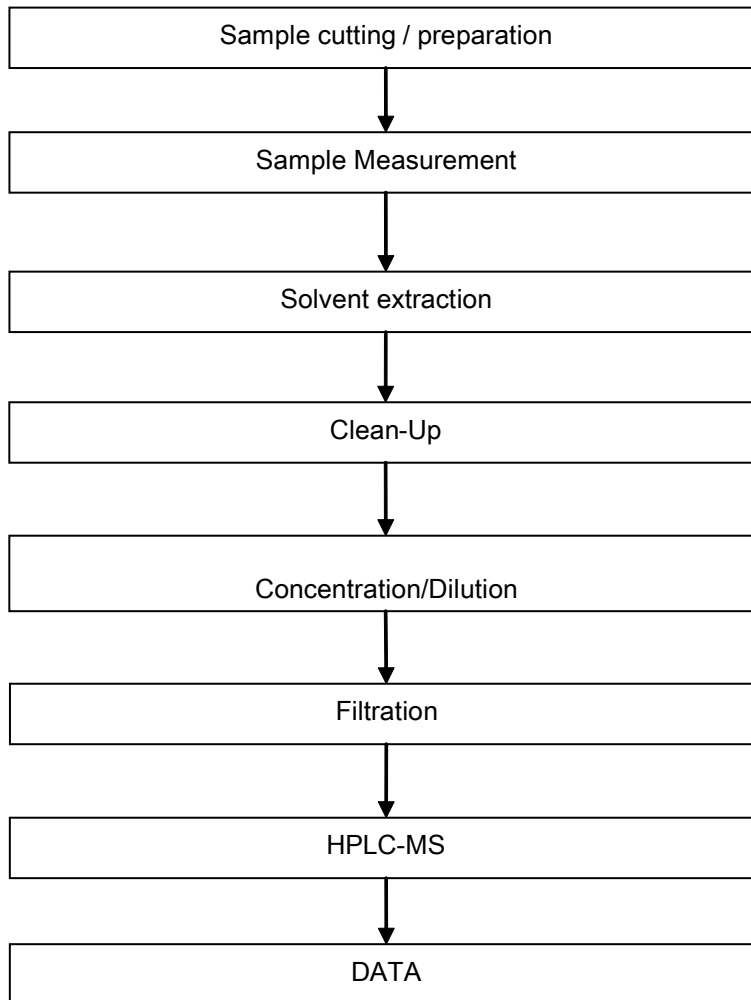 Sample cutting / preparation
Sample Measurement
Solvent extraction
Clean-Up
Concentration/Dilution
Filtration
HPLC-MS
DATA